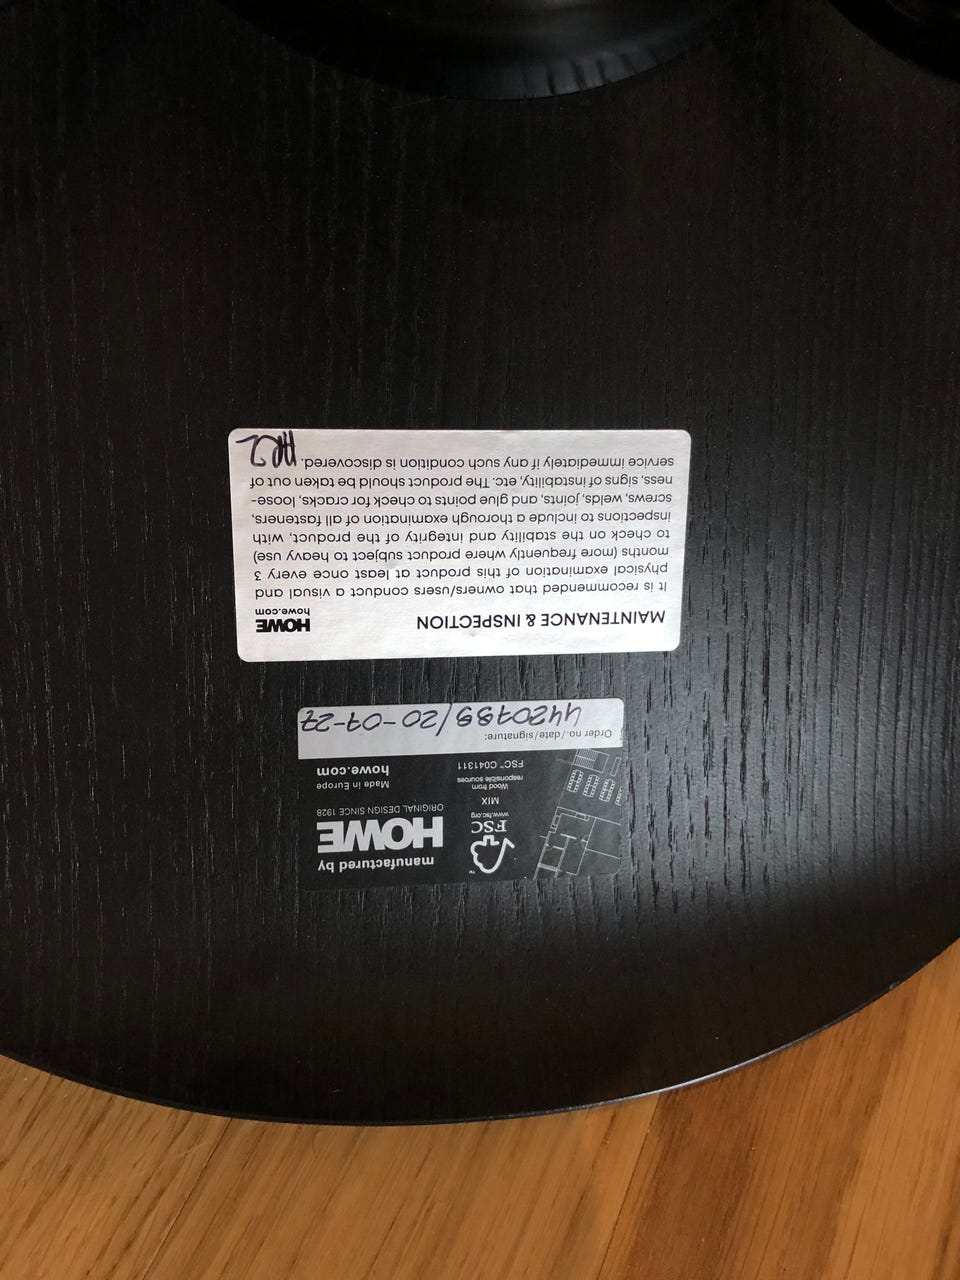 manufactured by
HOWE
ORIGINAL DESIGN SINCE 1928
Made in Europe
howe.com
FSC
www.fsc.org
MIX
Wood from
responsible sources
FSC™ C041311
Order no./date/signature:
MAINTENANCE & INSPECTION
HOWE
howe.com
It is recommended that owners/users conduct a visual and
physical examination of this product at least once every 3
months (more frequently where product subject to heavy use)
to check on the stability and integrity of the product, with
inspections to include a thorough examination of all fasteners,
screws, welds, joints, and glue points to check for cracks, loose-
ness, signs of instability, etc. The product should be taken out of
service immediately if any such condition is discovered.